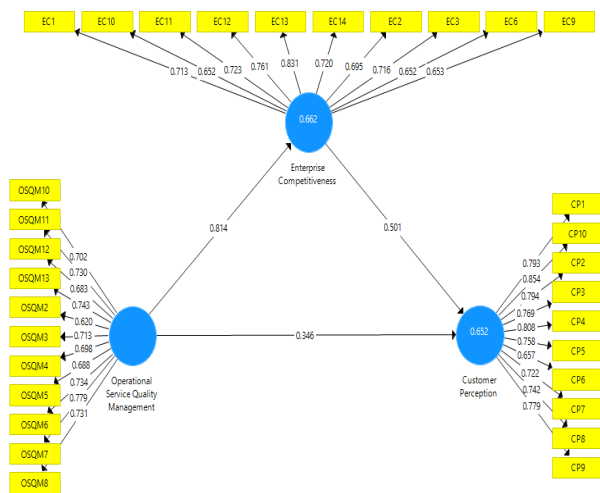 EC1
EC10
EC11
EC12
EC13
EC14
EC2
EC3
EC6
EC9
0.713
0.652
0.723
0.761
0.831
0.720
0.695
0.716
0.652
0.653
0.662
Enterprise
Competitiveness
0.814
0.501
0.346
OSQM10
OSQM11
OSQM12
OSQM13
OSQM2
OSQM3
OSQM4
OSQM5
OSQM6
OSQM7
OSQM8
0.702
0.730
0.683
0.743
0.620
0.713
0.698
0.688
0.734
0.779
0.731
Operational
Service Quality
Management
0.652
Customer
Perception
0.793
0.854
0.794
0.769
0.808
0.758
0.657
0.722
0.742
0.779
CP1
CP10
CP2
CP3
CP4
CP5
CP6
CP7
CP8
CP9